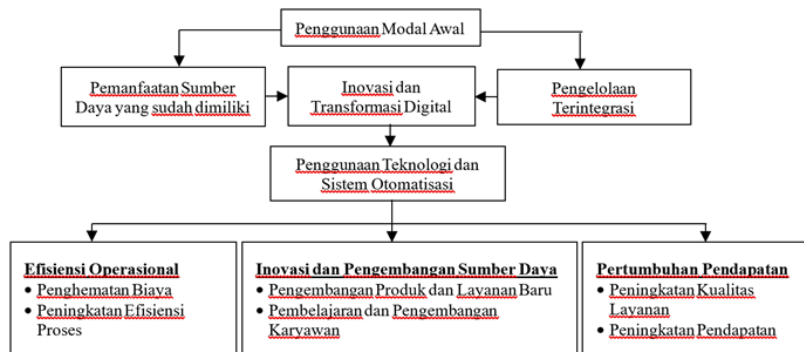 Penggunaan Modal Awal
Pemanfaatan Sumber
Daya yang sudah dimiliki
Inovasi dan
Transformasi Digital
Pengelolaan
Terintegrasi
Penggunaan Teknologi dan
Sistem Otomatisasi
Efisiensi Operasional
• Penghematan Biaya
• Peningkatan Efisiensi
Proses
Inovasi dan Pengembangan Sumber Daya
• Pengembangan Produk dan Layanan Baru
• Pembelajaran dan Pengembangan
Karyawan
Pertumbuhan Pendapatan
• Peningkatan Kualitas
Layanan
• Peningkatan Pendapatan